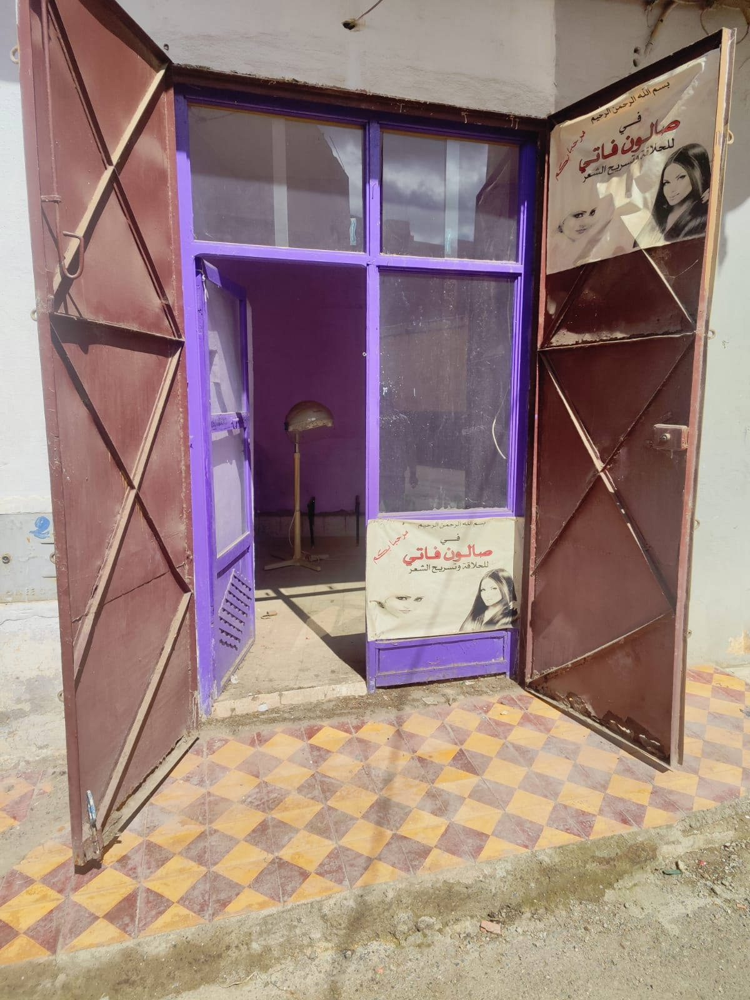 بسم الله الرحمن الرحيم
مرحبا بكم
في
صالون فاتي
للحلاقة وتسريح الشعر
بسم الله الرحمن الرحيم
مرحبا بكم
في
صالون فاتي
للحلاقة وتسريح الشعر